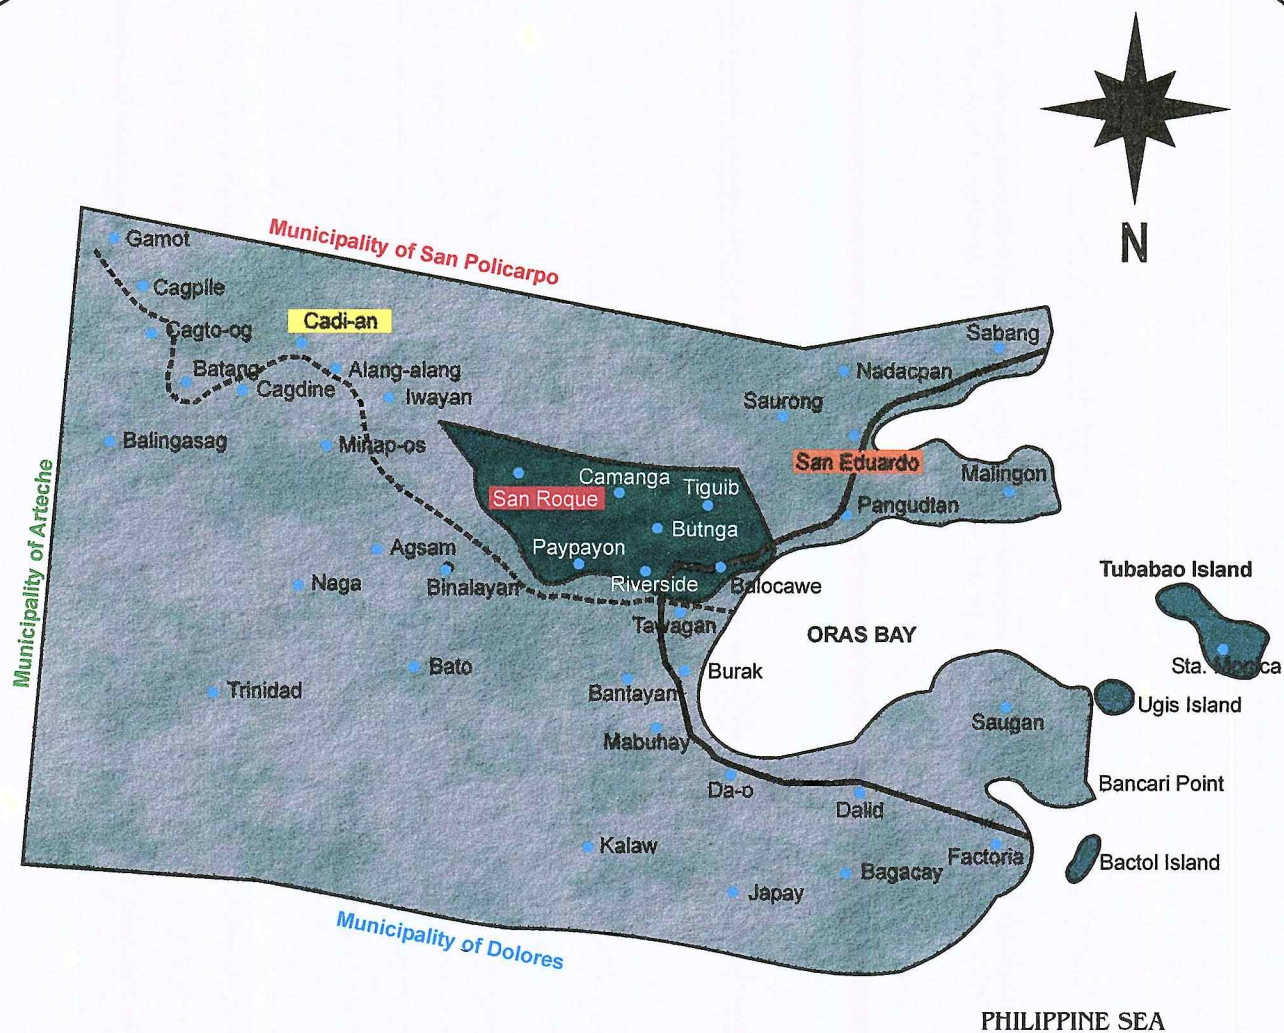 N
Municipality of San Policarpo
Gamot
Cagpile
Cagto-og
Cadi-an
Batang
Cagdine
Alang-alang
Iwayan
Balingasag
Minap-os
Sabang
Nadacpan
Saurong
San Eduardo
Malingon
Pangudtan
San Roque
Camanga
Tiguib
Butnga
Paypayon
Riverside
Balocawe
Municipality of Arteche
Agsam
Naga
Binalayan
Tawagan
ORAS BAY
Tubabao Island
Sta. Monica
Ugis Island
Bato
Trinidad
Burak
Bantayan
Mabuhay
Saugan
Da-o
Dalid
Bancari Point
Kalaw
Factoria
Bactol Island
Bagacay
Japay
Municipality of Dolores
PHILIPPINE SEA